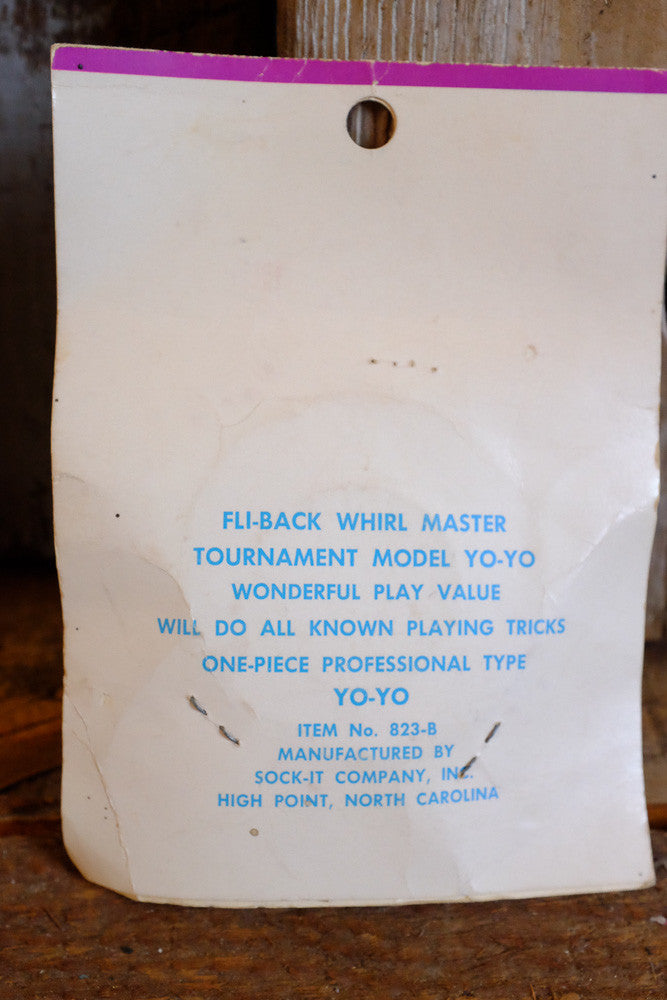 FLI-BACK WHIRL MASTER
TOURNAMENT MODEL YO-YO
WONDERFUL PLAY VALUE
WILL DO ALL KNOWN PLAYING TRICKS
ONE-PIECE PROFESSIONAL TYPE
YO-YO
ITEM No. 823-B
MANUFACTURED BY
SOCK-IT COMPANY, INC.
HIGH POINT, NORTH CAROLINA